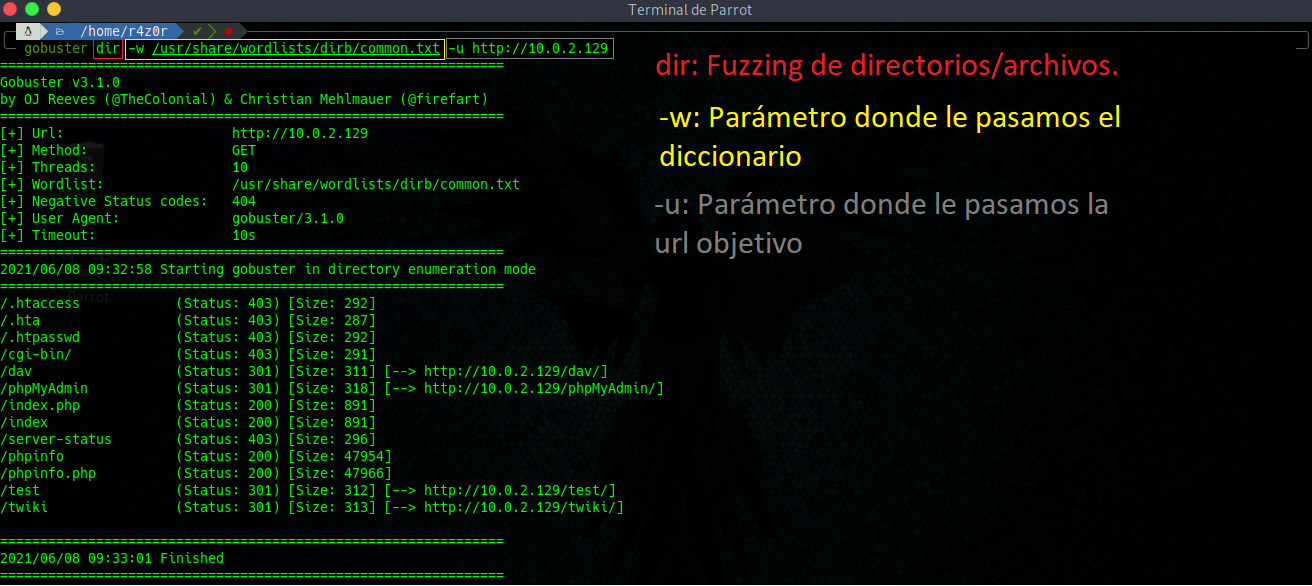 Terminal de Parrot
/home/r4z0r ✔ #
gobuster dir -w /usr/share/wordlists/dirb/common.txt -u http://10.0.2.129
===============================================================
Gobuster v3.1.0
by OJ Reeves (@TheColonial) & Christian Mehlmauer (@firefart)
===============================================================
[+] Url: http://10.0.2.129
[+] Method: GET
[+] Threads: 10
[+] Wordlist: /usr/share/wordlists/dirb/common.txt
[+] Negative Status codes: 404
[+] User Agent: gobuster/3.1.0
[+] Timeout: 10s
===============================================================
2021/06/08 09:32:58 Starting gobuster in directory enumeration mode
===============================================================
/.htaccess (Status: 403) [Size: 292]
/.hta (Status: 403) [Size: 287]
/.htpasswd (Status: 403) [Size: 292]
/cgi-bin/ (Status: 403) [Size: 291]
/dav (Status: 301) [Size: 311] [--> http://10.0.2.129/dav/]
/phpMyAdmin (Status: 301) [Size: 318] [--> http://10.0.2.129/phpMyAdmin/]
/index.php (Status: 200) [Size: 891]
/index (Status: 200) [Size: 891]
/server-status (Status: 403) [Size: 296]
/phpinfo (Status: 200) [Size: 47954]
/phpinfo.php (Status: 200) [Size: 47966]
/test (Status: 301) [Size: 312] [--> http://10.0.2.129/test/]
/twiki (Status: 301) [Size: 313] [--> http://10.0.2.129/twiki/]
===============================================================
2021/06/08 09:33:01 Finished
===============================================================
dir: Fuzzing de directorios/archivos.
-w: Parámetro donde le pasamos el
diccionario
-u: Parámetro donde le pasamos la
url objetivo
Parrot